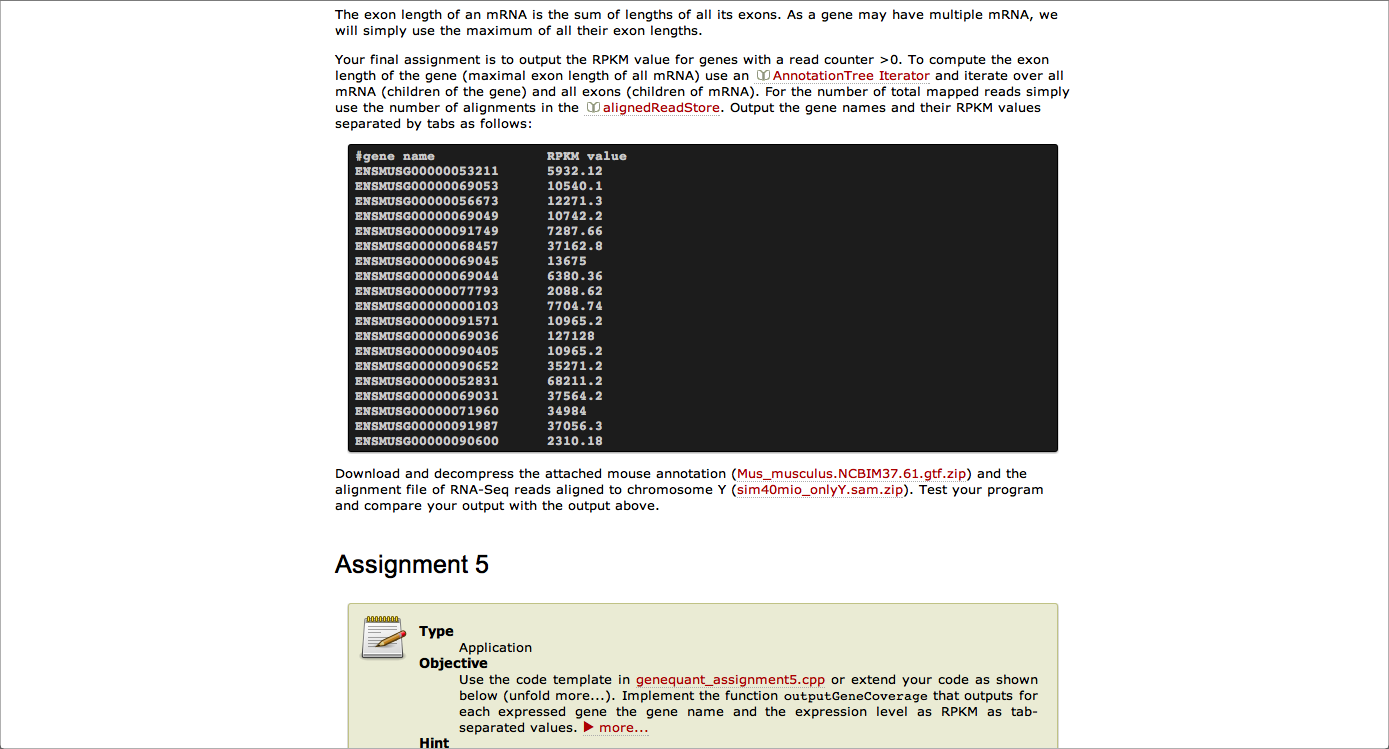 The exon length of an mRNA is the sum of lengths of all its exons. As a gene may have multiple mRNA, we
will simply use the maximum of all their exon lengths.
Your final assignment is to output the RPKM value for genes with a read counter >0. To compute the exon
length of the gene (maximal exon length of all mRNA) use an AnnotationTree Iterator and iterate over all
mRNA (children of the gene) and all exons (children of mRNA). For the number of total mapped reads simply
use the number of alignments in the alignedReadStore. Output the gene names and their RPKM values
separated by tabs as follows:
#gene name RPKM value
ENSMUSG00000053211 5932.12
ENSMUSG00000069053 10540.1
ENSMUSG00000056673 12271.3
ENSMUSG00000069049 10742.2
ENSMUSG00000091749 7287.66
ENSMUSG00000068457 37162.8
ENSMUSG00000069045 13675
ENSMUSG00000069044 6380.36
ENSMUSG00000077793 2088.62
ENSMUSG00000000103 7704.74
ENSMUSG00000091571 10965.2
ENSMUSG00000069036 127128
ENSMUSG00000090405 10965.2
ENSMUSG00000090652 35271.2
ENSMUSG00000052831 68211.2
ENSMUSG00000069031 37564.2
ENSMUSG00000071960 34984
ENSMUSG00000091987 37056.3
ENSMUSG00000090600 2310.18
Download and decompress the attached mouse annotation (Mus_musculus.NCBIM37.61.gtf.zip) and the
alignment file of RNA-Seq reads aligned to chromosome Y (sim40mio_onlyY.sam.zip). Test your program
and compare your output with the output above.
Assignment 5
Type
Application
Objective
Use the code template in genequant_assignment5.cpp or extend your code as shown
below (unfold more...). Implement the function outputGeneCoverage that outputs for
each expressed gene the gene name and the expression level as RPKM as tab-
separated values. ▶ more...
Hint